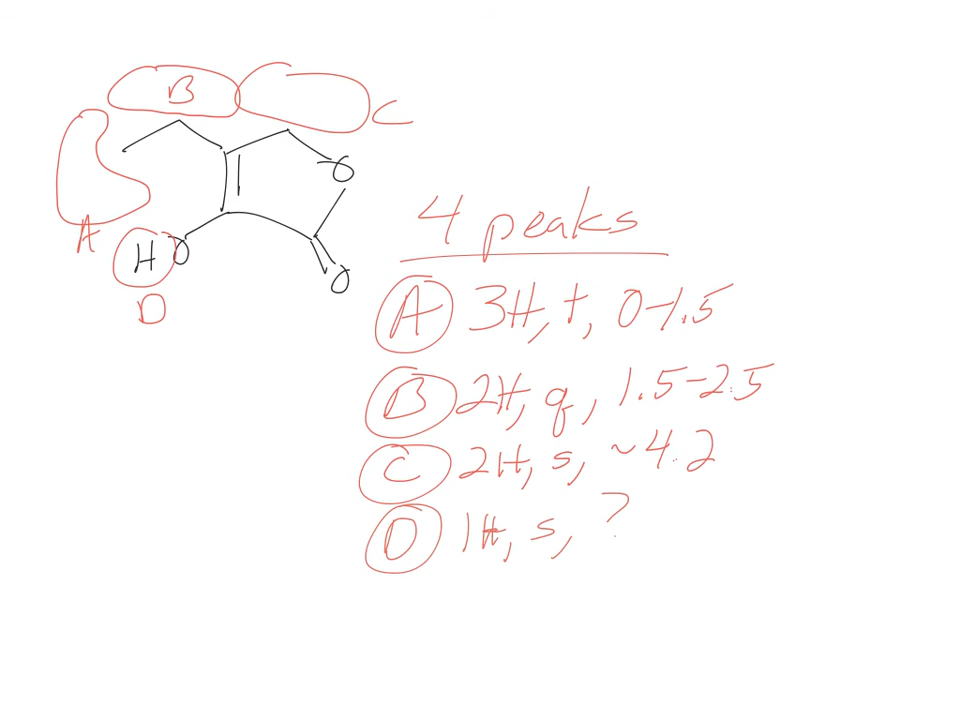 B
C
O
A
H O
O
D
4 peaks
A 3H, t, 0-1.5
B 2H, q, 1.5-2.5
C 2H, s, ~4.2
D 1H, s, ?